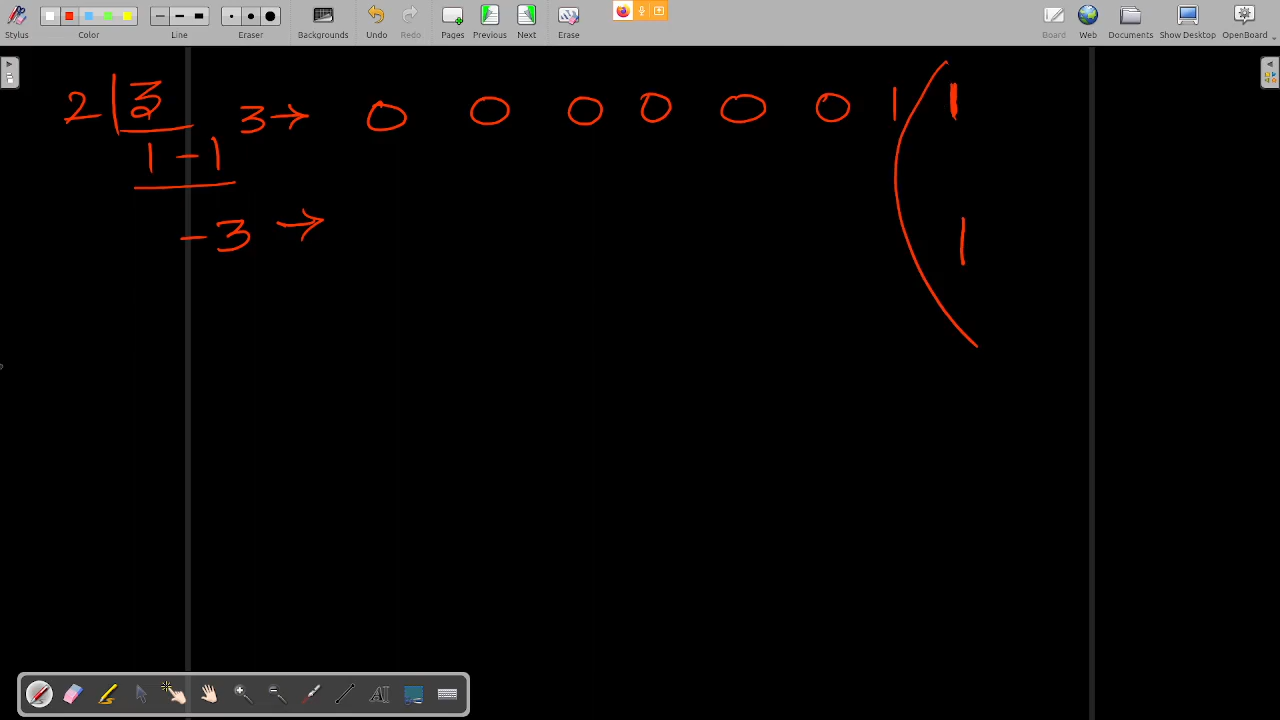 Stylus Color Line Eraser Backgrounds Undo Redo Pages Previous Next Erase Board Web Documents Show Desktop OpenBoard
2 3 3 → 0 0 0 0 0 0 1 1
1 - 1
-3 → 1